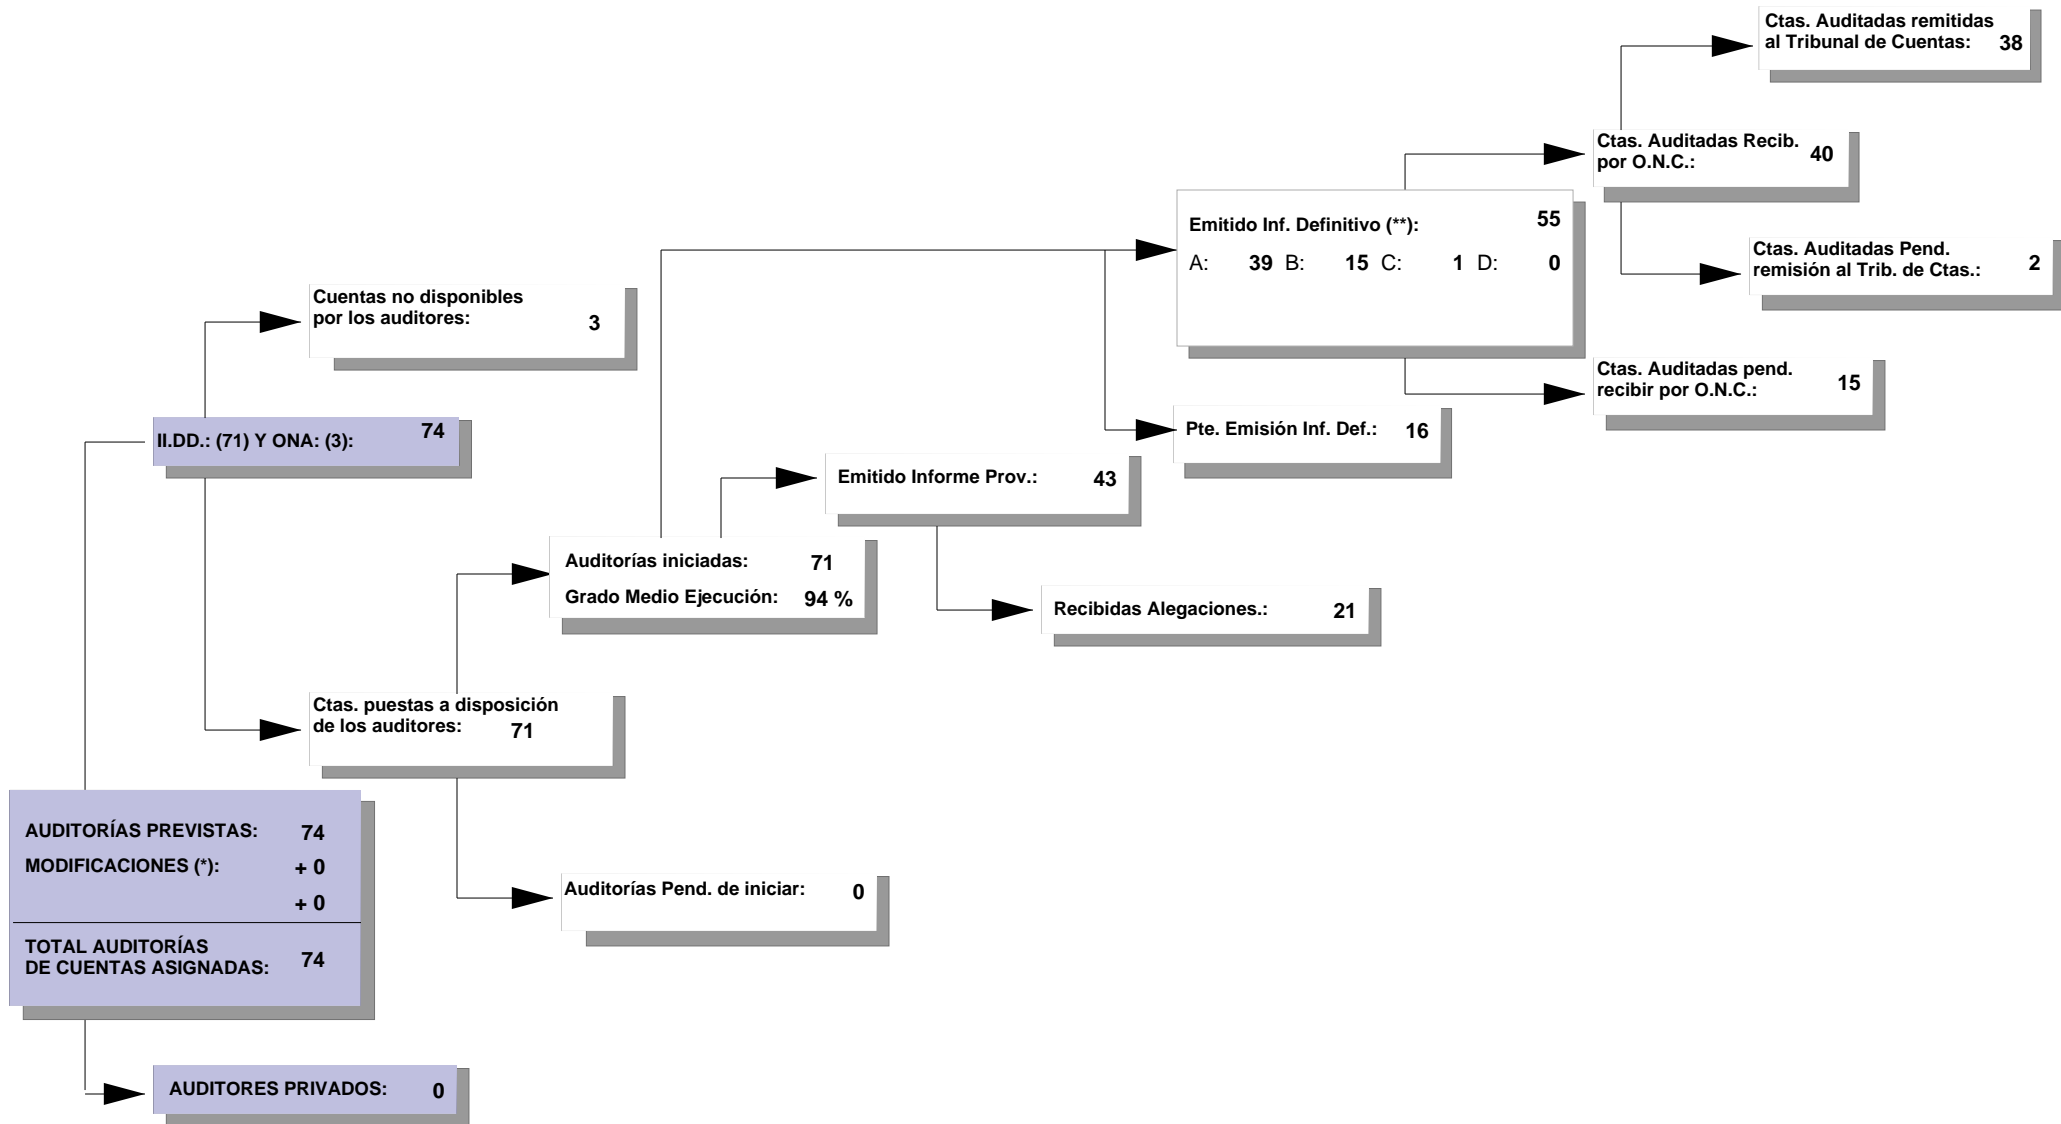 Ctas. Auditadas remitidas
al Tribunal de Cuentas: 38
Ctas. Auditadas Recib.
por O.N.C.: 40
Emitido Inf. Definitivo (**): 55
A: 39 B: 15 C: 1 D: 0
Ctas. Auditadas Pend.
remisión al Trib. de Ctas.: 2
Cuentas no disponibles
por los auditores: 3
Ctas. Auditadas pend.
recibir por O.N.C.: 15
II.DD.: (71) Y ONA: (3): 74
Pte. Emisión Inf. Def.: 16
Emitido Informe Prov.: 43
Auditorías iniciadas: 71
Grado Medio Ejecución: 94 %
Recibidas Alegaciones.: 21
Ctas. puestas a disposición
de los auditores: 71
AUDITORÍAS PREVISTAS: 74
MODIFICACIONES (*): + 0
+ 0
Auditorías Pend. de iniciar: 0
TOTAL AUDITORÍAS
DE CUENTAS ASIGNADAS: 74
AUDITORES PRIVADOS: 0